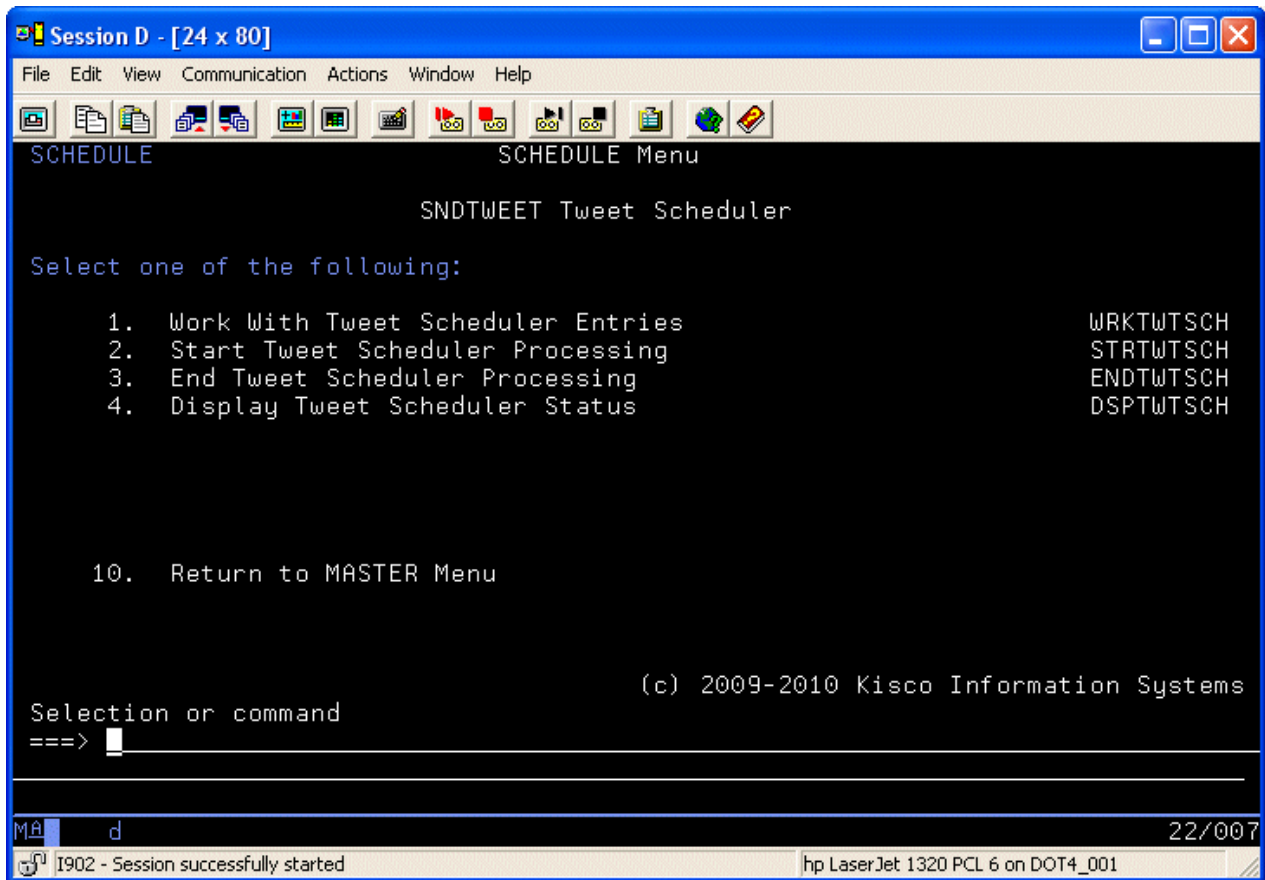 Session D - [24 x 80]
File Edit View Communication Actions Window Help
SCHEDULE SCHEDULE Menu
SNDTWEET Tweet Scheduler
Select one of the following:
1. Work With Tweet Scheduler Entries WRKTWTSCH
2. Start Tweet Scheduler Processing STRTWTSCH
3. End Tweet Scheduler Processing ENDTWTSCH
4. Display Tweet Scheduler Status DSPTWTSCH
10. Return to MASTER Menu
(c) 2009-2010 Kisco Information Systems
Selection or command
===>
MA d 22/007
I902 - Session successfully started hp LaserJet 1320 PCL 6 on DOT4_001